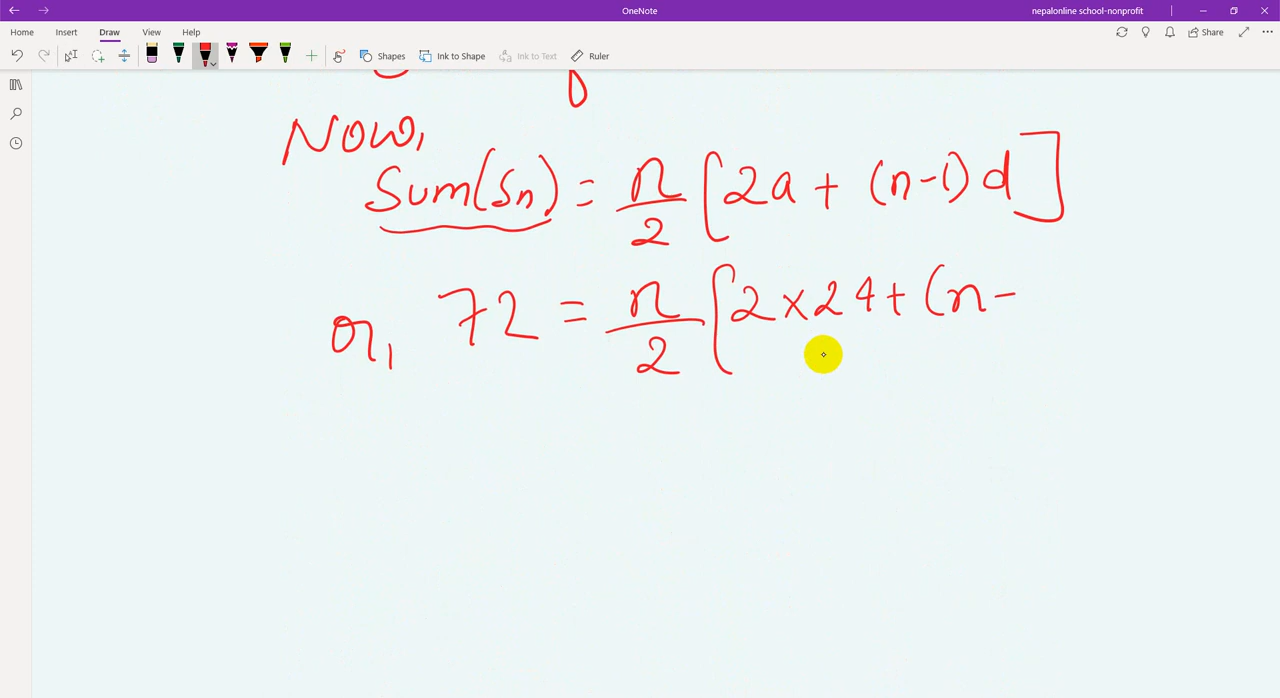 OneNote
nepalonline school-nonprofit
Home Insert Draw View Help Share
Shapes Ink to Shape Ink to Text Ruler
Now,
Sum(Sn) = n/2 [2a + (n-1)d]
or, 72 = n/2 [2×24+(n-